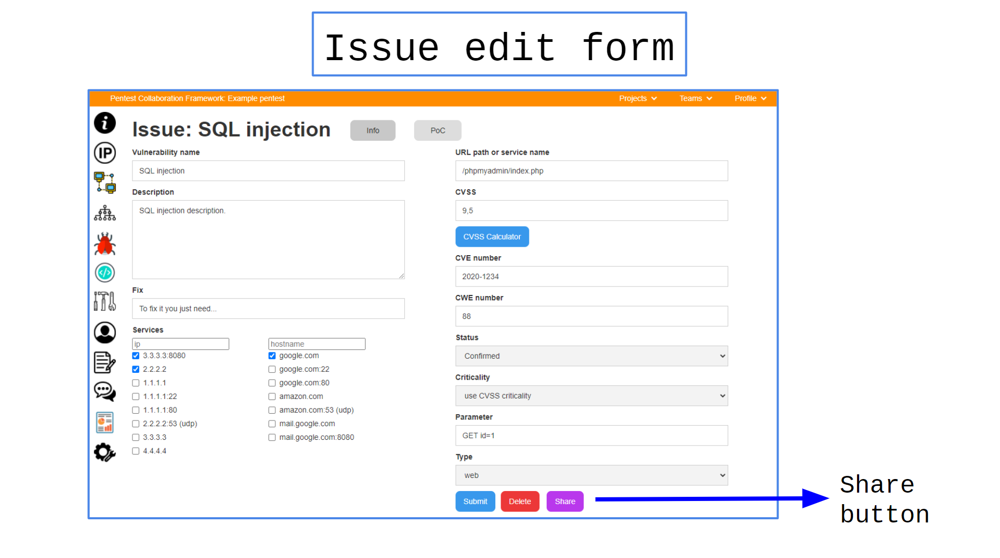 Issue edit form
Pentest Collaboration Framework: Example pentest
Projects
Teams
Profile
i
Issue: SQL injection
Info
PoC
IP
Vulnerability name
SQL injection
Description
SQL injection description.
Fix
To fix it you just need...
Services
ip
hostname
3.3.3.3:8080
google.com
2.2.2.2
google.com:22
1.1.1.1
google.com:80
1.1.1.1:22
amazon.com
1.1.1.1:80
amazon.com:53 (udp)
2.2.2.2:53 (udp)
mail.google.com
3.3.3.3
mail.google.com:8080
4.4.4.4
URL path or service name
/phpmyadmin/index.php
CVSS
9,5
CVSS Calculator
CVE number
2020-1234
CWE number
88
Status
Confirmed
Criticality
use CVSS criticality
Parameter
GET id=1
Type
web
Submit
Delete
Share
Share
button